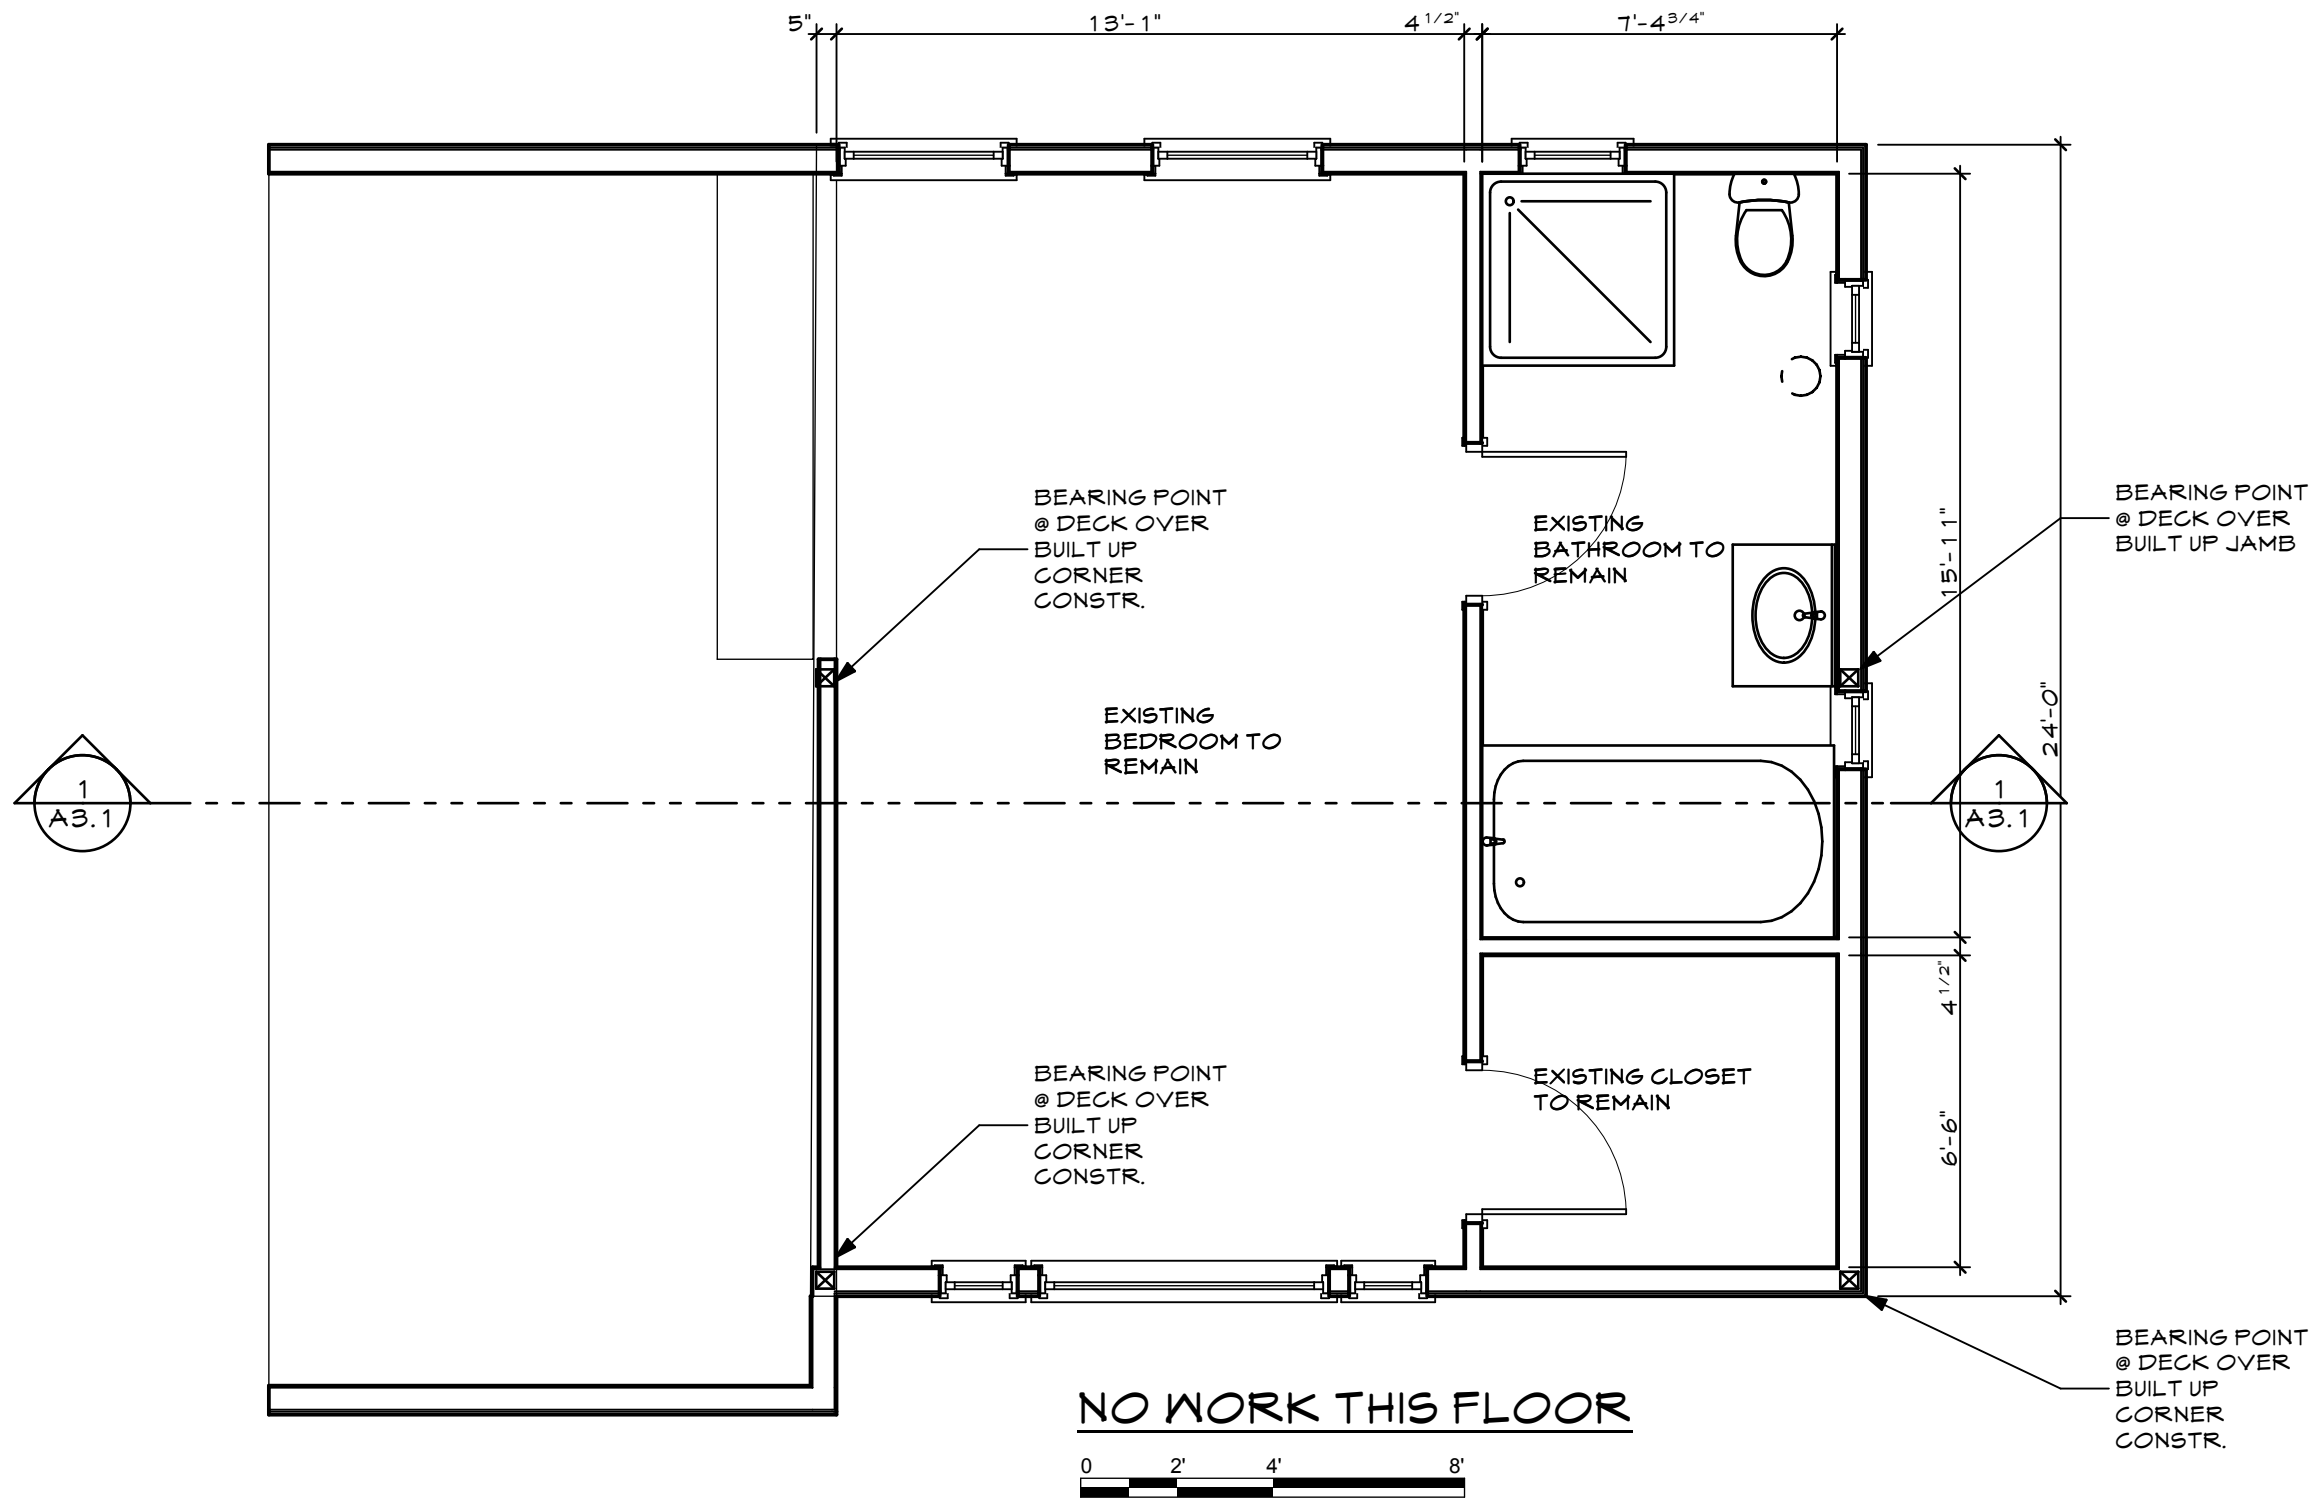 5"
13'-1"
4 1/2"
7'-4 3/4"
BEARING POINT
@ DECK OVER
BUILT UP
CORNER
CONSTR.
EXISTING
BATHROOM TO
REMAIN
BEARING POINT
@ DECK OVER
BUILT UP JAMB
15'-11"
24'-0"
EXISTING
BEDROOM TO
REMAIN
1
A3.1
1
A3.1
4 1/2"
BEARING POINT
@ DECK OVER
BUILT UP
CORNER
CONSTR.
EXISTING CLOSET
TO REMAIN
6'-6"
BEARING POINT
@ DECK OVER
BUILT UP
CORNER
CONSTR.
NO WORK THIS FLOOR
0 2' 4' 8'